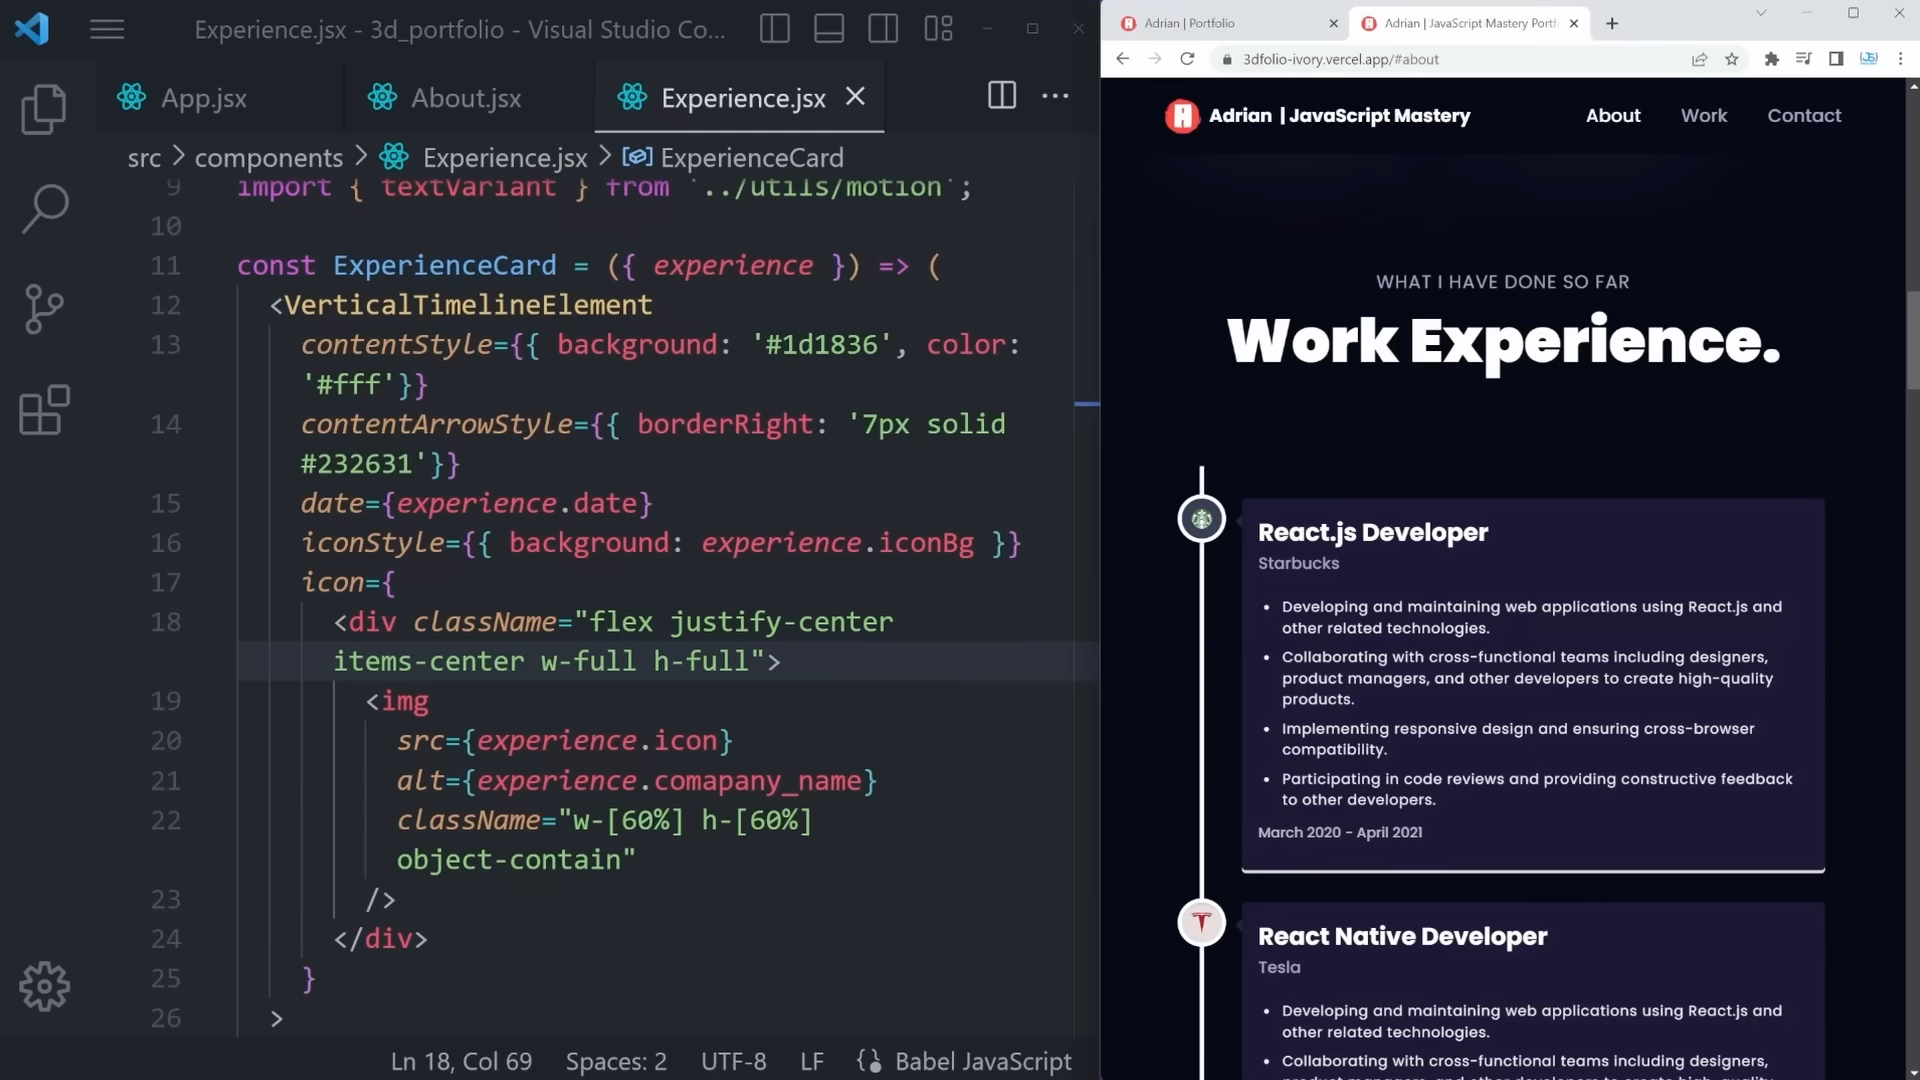 Experience.jsx - 3d_portfolio - Visual Studio Co...
App.jsx
About.jsx
Experience.jsx
src > components > Experience.jsx > ExperienceCard
9 import { textVariant } from '../utils/motion';
10
11 const ExperienceCard = ({ experience }) => (
12 <VerticalTimelineElement
13 contentStyle={{ background: '#1d1836', color:
'#fff'}}
14 contentArrowStyle={{ borderRight: '7px solid
#232631'}}
15 date={experience.date}
16 iconStyle={{ background: experience.iconBg }}
17 icon={
18 <div className="flex justify-center
items-center w-full h-full">
19 <img
20 src={experience.icon}
21 alt={experience.comapany_name}
22 className="w-[60%] h-[60%]
object-contain"
23 />
24 </div>
25 }
26 >
Ln 18, Col 69 Spaces: 2 UTF-8 LF Babel JavaScript
Adrian | Portfolio
Adrian | JavaScript Mastery Portf
3dfolio-ivory.vercel.app/#about
Adrian | JavaScript Mastery
About Work Contact
WHAT I HAVE DONE SO FAR
Work Experience.
React.js Developer
Starbucks
• Developing and maintaining web applications using React.js and
other related technologies.
• Collaborating with cross-functional teams including designers,
product managers, and other developers to create high-quality
products.
• Implementing responsive design and ensuring cross-browser
compatibility.
• Participating in code reviews and providing constructive feedback
to other developers.
March 2020 - April 2021
React Native Developer
Tesla
• Developing and maintaining web applications using React.js and
other related technologies.
• Collaborating with cross-functional teams including designers,